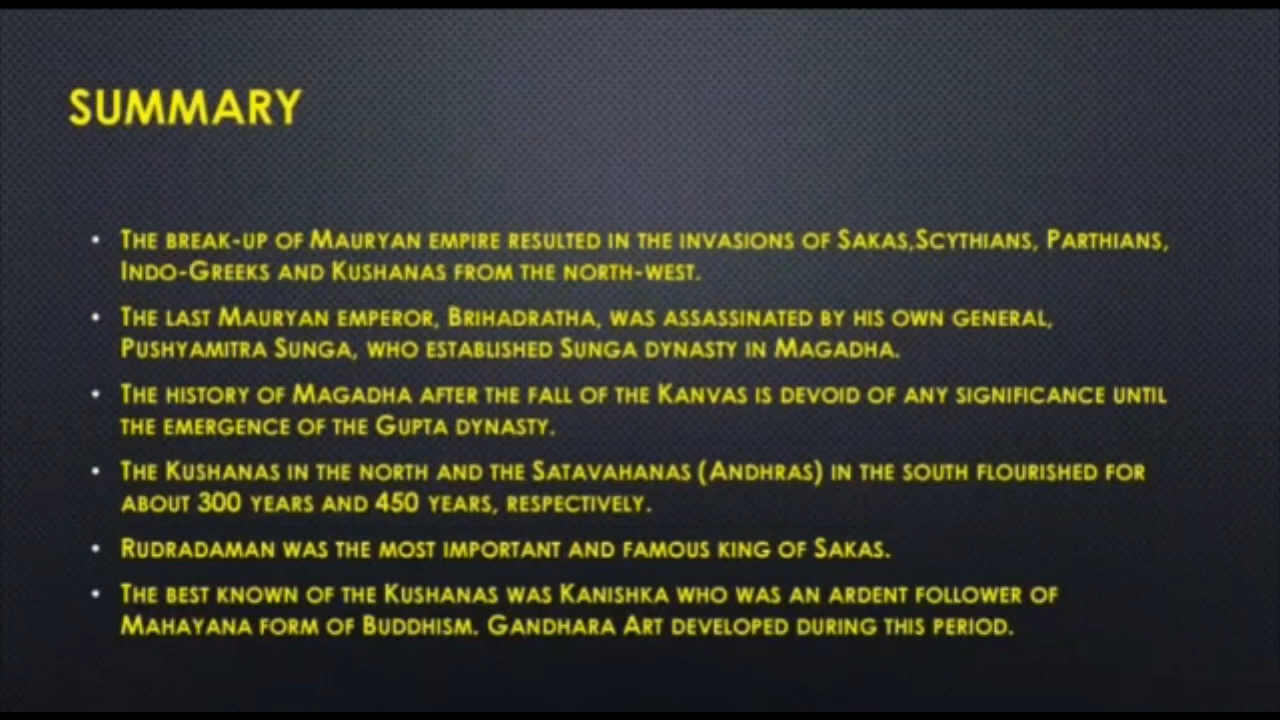 SUMMARY
• THE BREAK-UP OF MAURYAN EMPIRE RESULTED IN THE INVASIONS OF SAKAS,SCYTHIANS, PARTHIANS,
INDO-GREEKS AND KUSHANAS FROM THE NORTH-WEST.
• THE LAST MAURYAN EMPEROR, BRIHADRATHA, WAS ASSASSINATED BY HIS OWN GENERAL,
PUSHYAMITRA SUNGA, WHO ESTABLISHED SUNGA DYNASTY IN MAGADHA.
• THE HISTORY OF MAGADHA AFTER THE FALL OF THE KANVAS IS DEVOID OF ANY SIGNIFICANCE UNTIL
THE EMERGENCE OF THE GUPTA DYNASTY.
• THE KUSHANAS IN THE NORTH AND THE SATAVAHANAS (ANDHRAS) IN THE SOUTH FLOURISHED FOR
ABOUT 300 YEARS AND 450 YEARS, RESPECTIVELY.
• RUDRADAMAN WAS THE MOST IMPORTANT AND FAMOUS KING OF SAKAS.
• THE BEST KNOWN OF THE KUSHANAS WAS KANISHKA WHO WAS AN ARDENT FOLLOWER OF
MAHAYANA FORM OF BUDDHISM. GANDHARA ART DEVELOPED DURING THIS PERIOD.